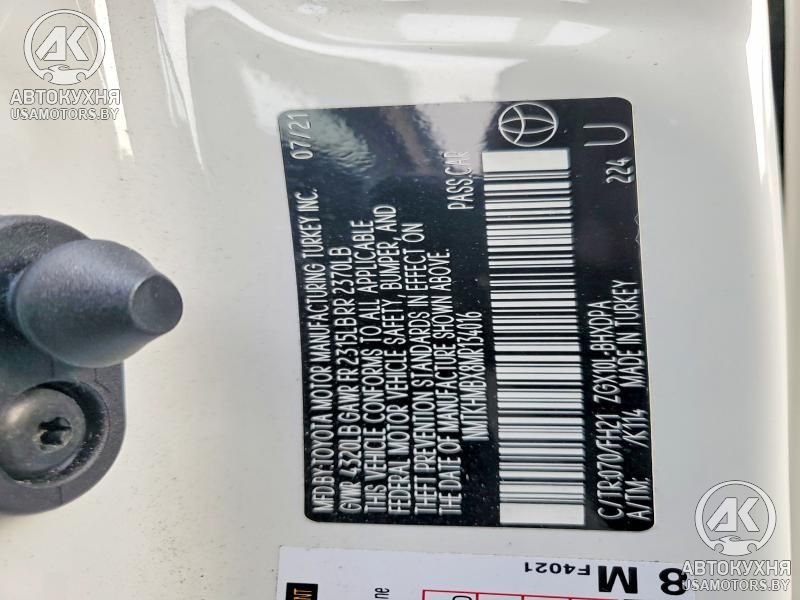 AK
АВТОКУХНЯ
USAMOTORS.BY
MFD.BY:TOYOTA MOTOR MANUFACTURING TURKEY INC. 07/21
GVWR 4320LB GAWR FR 2315LB RR 2370LB
THIS VEHICLE CONFORMS TO ALL APPLICABLE
FEDERAL MOTOR VEHICLE SAFETY, BUMPER, AND
THEFT PREVENTION STANDARDS IN EFFECT ON
THE DATE OF MANUFACTURE SHOWN ABOVE.
NMTKHMBX8MR134016 PASS.CAR
C/TR:070/FH21 ZGX10L-BHXDPA 224
A/TM: /K114 MADE IN TURKEY U
8 M
F4021
AK
АВТОКУХНЯ
USAMOTORS.BY